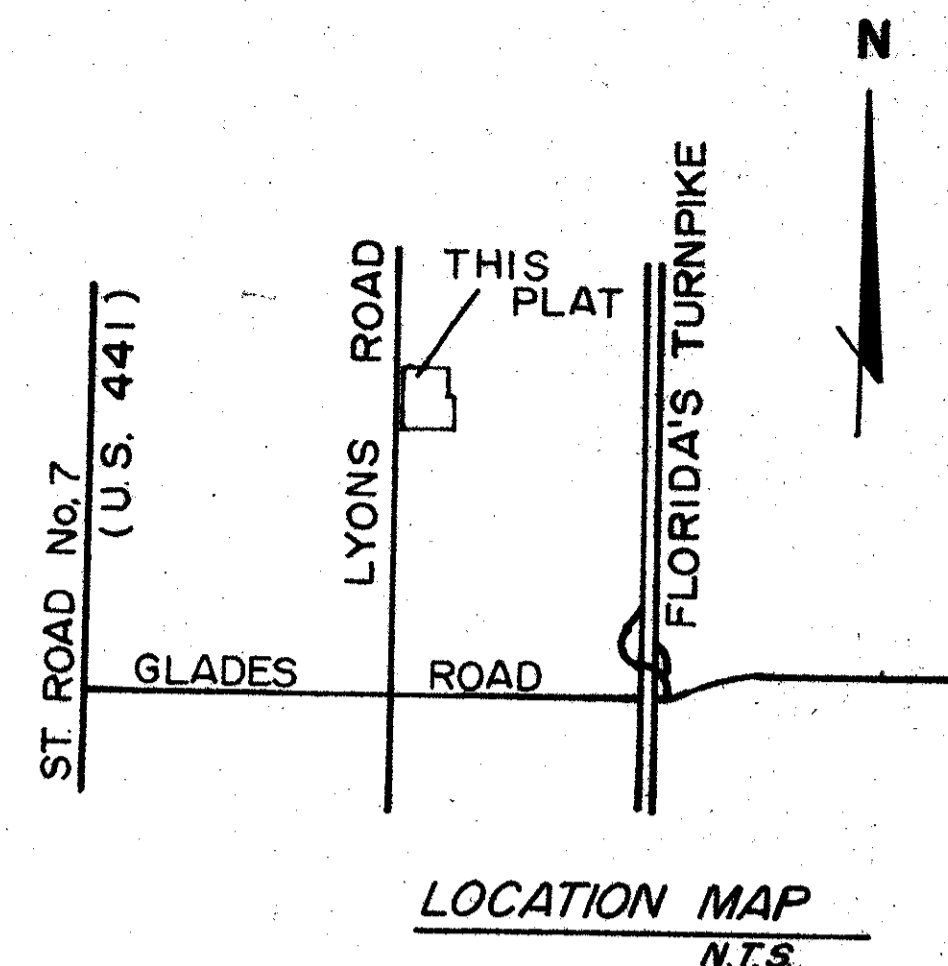 N
THIS
PLAT
FLORIDA'S TURNPIKE
LYONS ROAD
ST. ROAD No. 7
(U.S. 441)
GLADES ROAD
LOCATION MAP
N.T.S.